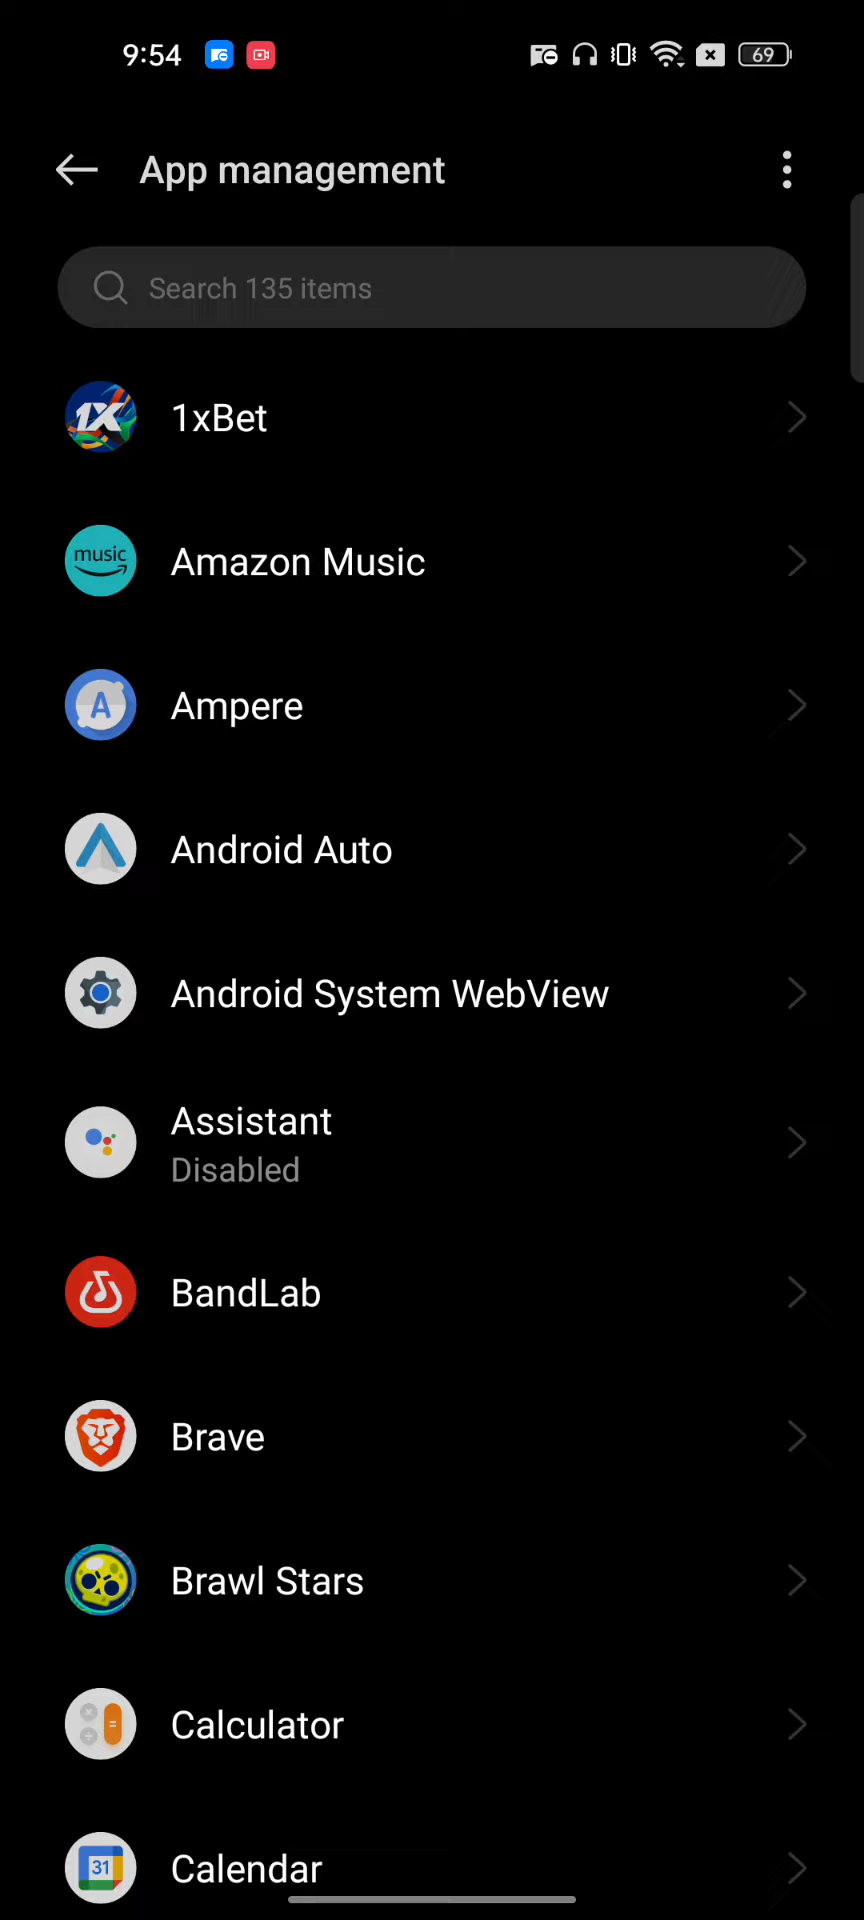 9:54
69
App management
Search 135 items
1xBet
music
Amazon Music
Ampere
Android Auto
Android System WebView
Assistant
Disabled
BandLab
Brave
Brawl Stars
Calculator
31
Calendar